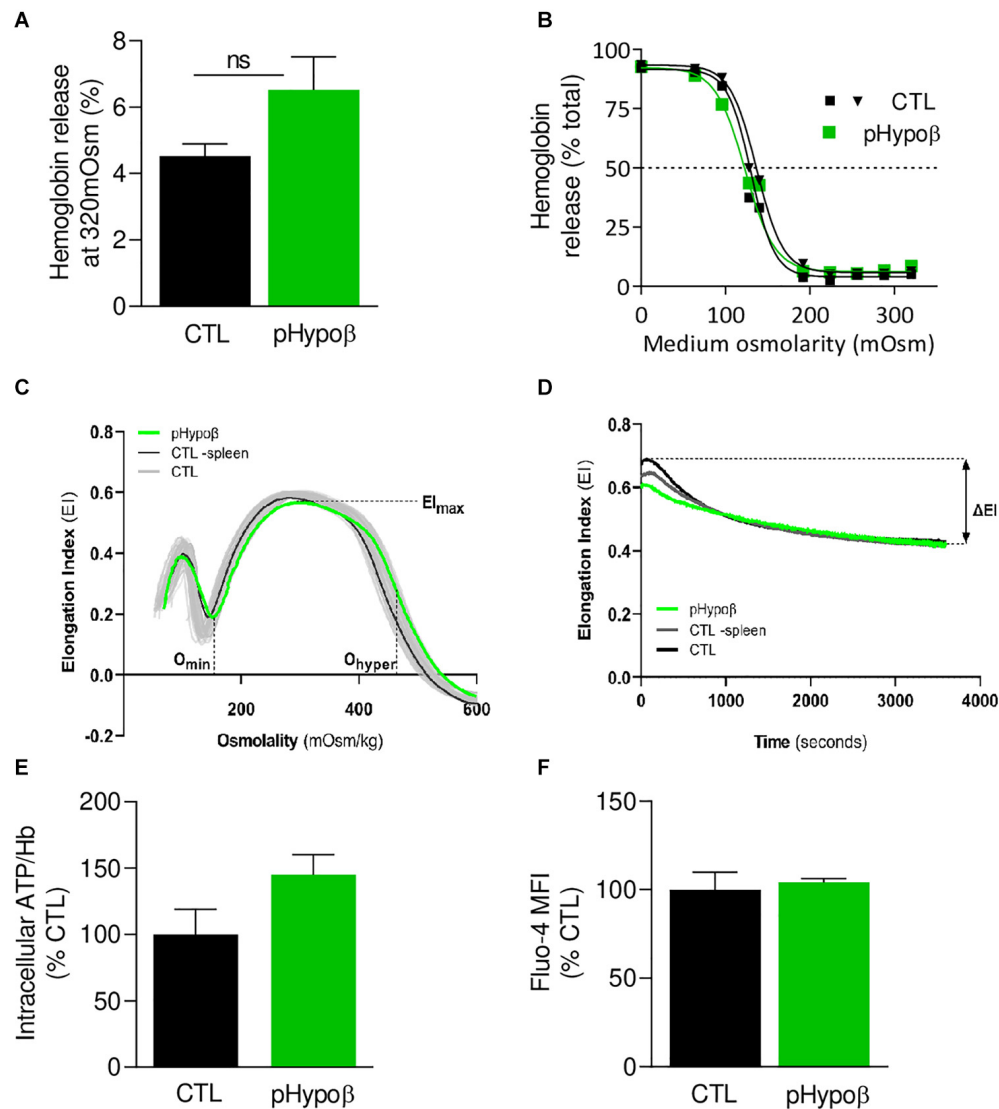 A
Hemoglobin release
at 320mOsm (%)
8
6
4
2
0
ns
CTL
pHypoβ
B
Hemoglobin
release (% total)
100
75
50
25
0
CTL
pHypoβ
0
100
200
300
Medium osmolarity (mOsm)
C
Elongation Index (EI)
0.8
0.6
0.4
0.2
0.0
-0.2
pHypoβ
CTL -spleen
CTL
EImax
Omin
Ohyper
200
400
600
Osmolality (mOsm/kg)
D
Elongation Index (EI)
0.8
0.6
0.4
0.2
0.0
ΔEI
pHypoβ
CTL -spleen
CTL
0
1000
2000
3000
4000
Time (seconds)
E
Intracellular ATP/Hb
(% CTL)
200
150
100
50
0
CTL
pHypoβ
F
Fluo-4 MFI
(% CTL)
150
100
50
0
CTL
pHypoβ